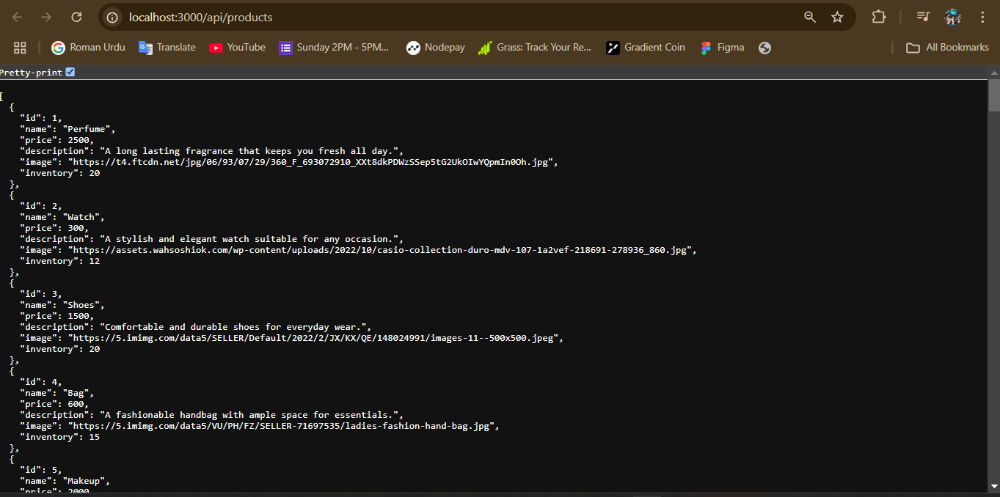 localhost:3000/api/products
Roman Urdu Translate YouTube Sunday 2PM - 5PM... Nodepay Grass: Track Your Re... Gradient Coin Figma All Bookmarks
Pretty-print
[
  {
    "id": 1,
    "name": "Perfume",
    "price": 2500,
    "description": "A long lasting fragrance that keeps you fresh all day.",
    "image": "https://t4.ftcdn.net/jpg/06/93/07/29/360_F_693072910_XXt8dkPDWzSSep5tG2UkOIwYQpmIn0Oh.jpg",
    "inventory": 20
  },
  {
    "id": 2,
    "name": "Watch",
    "price": 300,
    "description": "A stylish and elegant watch suitable for any occasion.",
    "image": "https://assets.wahsoshiok.com/wp-content/uploads/2022/10/casio-collection-duro-mdv-107-1a2vef-218691-278936_860.jpg",
    "inventory": 12
  },
  {
    "id": 3,
    "name": "Shoes",
    "price": 1500,
    "description": "Comfortable and durable shoes for everyday wear.",
    "image": "https://5.imimg.com/data5/SELLER/Default/2022/2/JX/KX/QE/148024991/images-11--500x500.jpeg",
    "inventory": 20
  },
  {
    "id": 4,
    "name": "Bag",
    "price": 600,
    "description": "A fashionable handbag with ample space for essentials.",
    "image": "https://5.imimg.com/data5/VU/PH/FZ/SELLER-71697535/ladies-fashion-hand-bag.jpg",
    "inventory": 15
  },
  {
    "id": 5,
    "name": "Makeup",
    "price": 2000